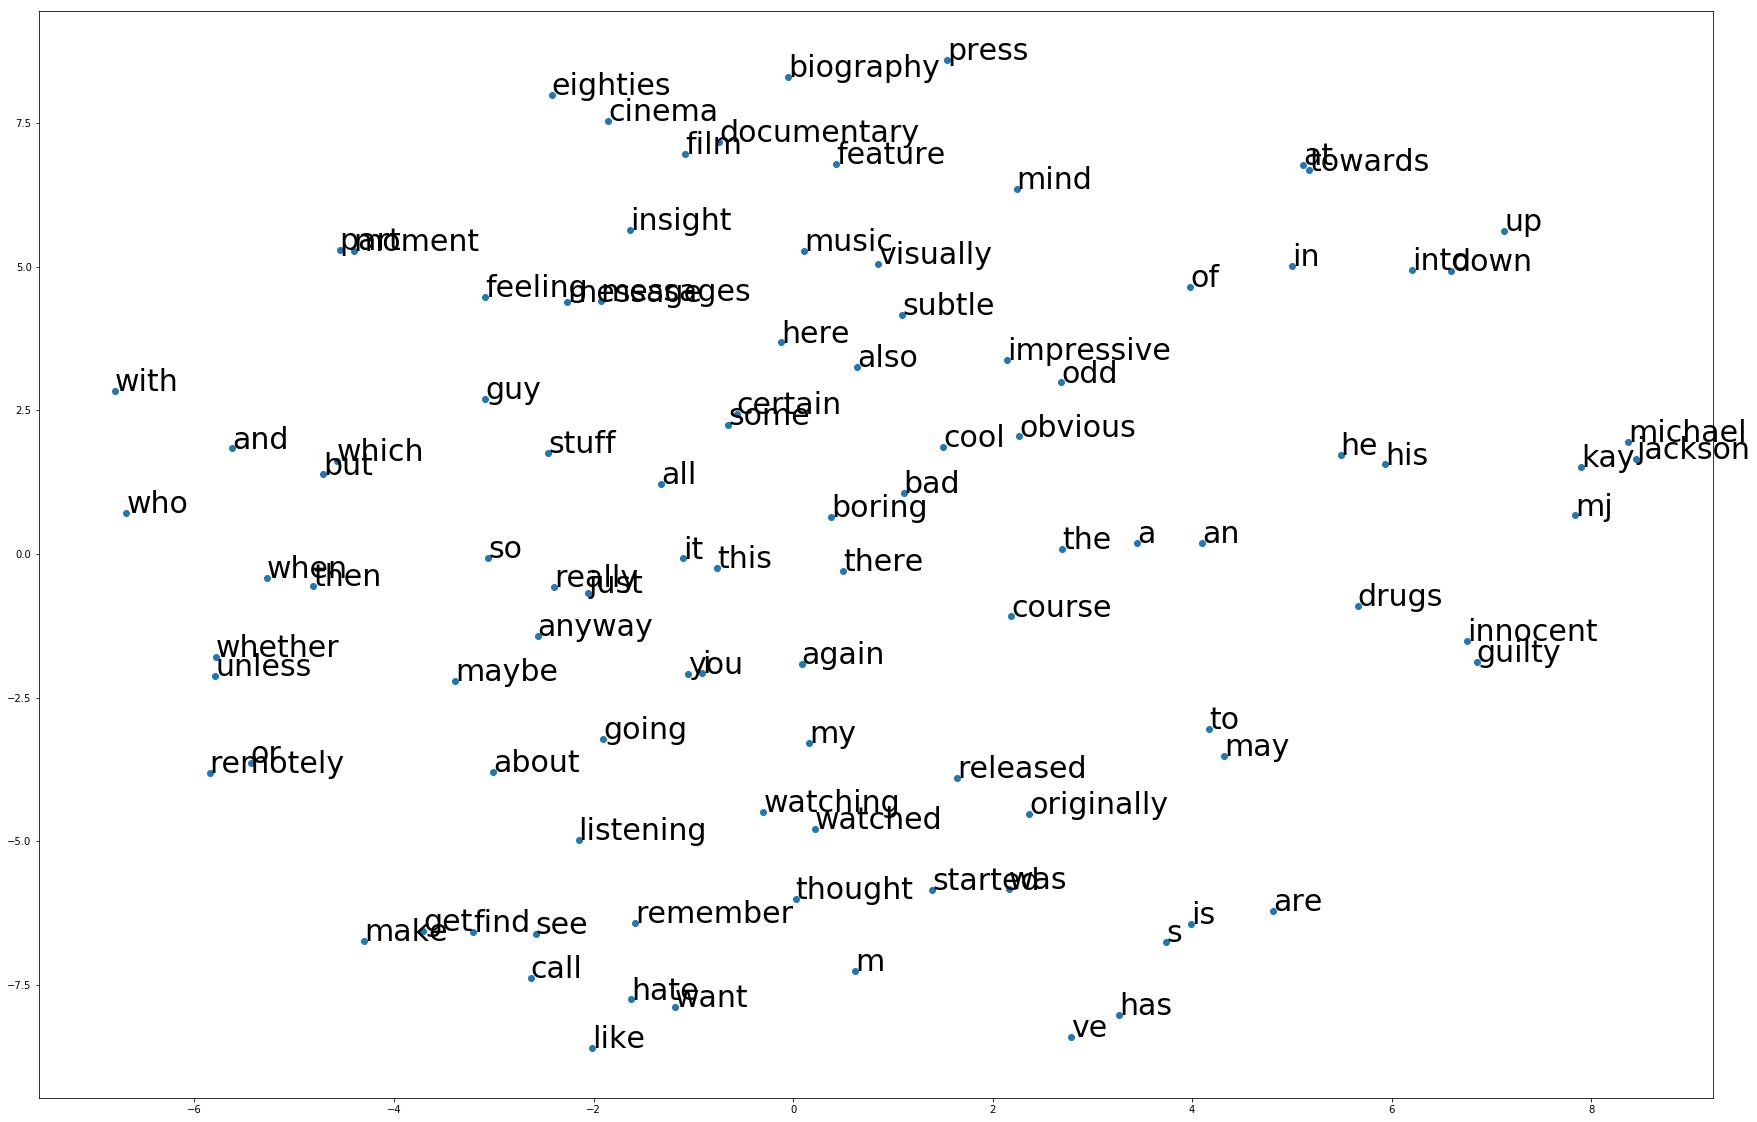 press
biography
eighties
cinema
7.5
documentary
film
feature
at
towards
mind
insight
up
part
moment
music
visually
in
5.0
into
down
of
feeling
message
messages
subtle
here
impressive
also
odd
with
guy
certain
some
2.5
obvious
michael
and
cool
stuff
which
he
his
jackson
kay
but
all
bad
mj
who
boring
so
it
the
a
an
0.0
this
there
when
then
really
just
drugs
course
anyway
innocent
whether
guilty
unless
again
maybe
you
i
−2.5
to
going
my
may
or
remotely
about
released
watching
originally
watched
listening
−5.0
thought
started
was
are
remember
is
get
find
see
make
s
call
m
−7.5
hate
want
has
ve
like
−6
−4
−2
0
2
4
6
8